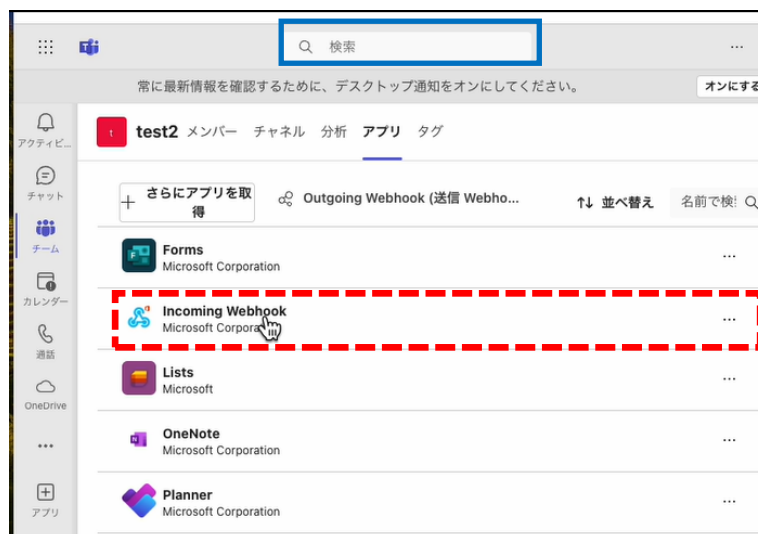 検索
常に最新情報を確認するために、デスクトップ通知をオンにしてください。
オンにする
アクティビ...
チャット
チーム
カレンダー
通話
OneDrive
アプリ
t
test2 メンバー チャネル 分析 アプリ タグ
さらにアプリを取
得
Outgoing Webhook (送信 Webho...
並べ替え
名前で検
Forms
Microsoft Corporation
Incoming Webhook
Microsoft Corpora
Lists
Microsoft
OneNote
Microsoft Corporation
Planner
Microsoft Corporation